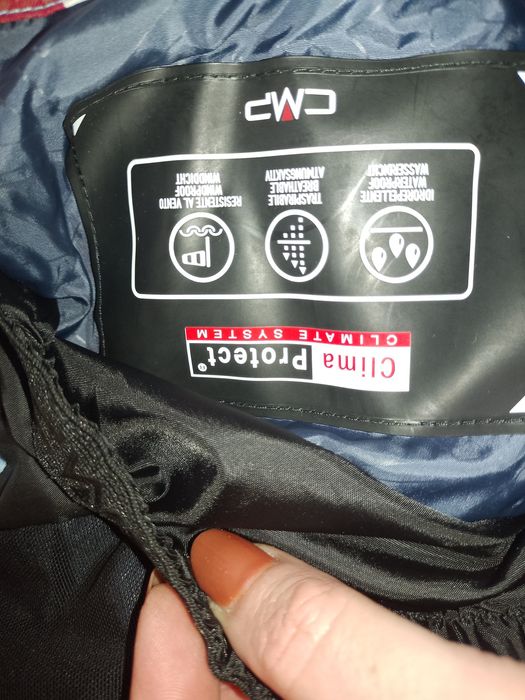 Clima Protect®
CLIMATE SYSTEM
IDROREPELLENTE
WATERPROOF
WASSERDICHT
TRASPIRABILE
BREATHABLE
ATMUNGSAKTIV
RESISTENTE AL VENTO
WINDPROOF
WINDDICHT
CMP